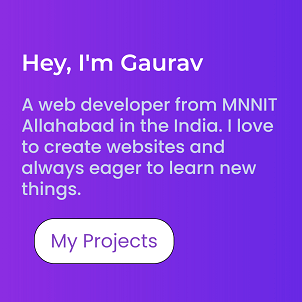 Hey, I'm Gaurav
A web developer from MNNIT
Allahabad in the India. I love
to create websites and
always eager to learn new
things.
My Projects